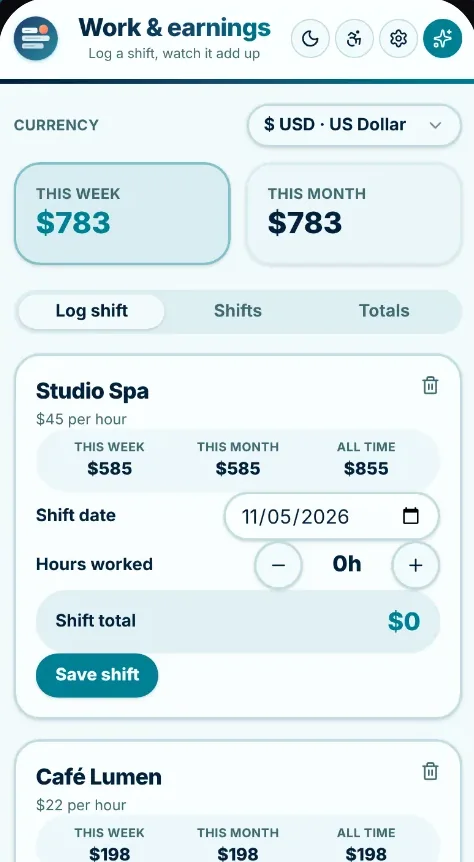 Work & earnings
Log a shift, watch it add up
CURRENCY
$ USD · US Dollar
THIS WEEK
$783
THIS MONTH
$783
Log shift
Shifts
Totals
Studio Spa
$45 per hour
THIS WEEK THIS MONTH ALL TIME
$585 $585 $855
Shift date 11/05/2026
Hours worked − 0h +
Shift total $0
Save shift
Café Lumen
$22 per hour
THIS WEEK THIS MONTH ALL TIME
$198 $198 $198